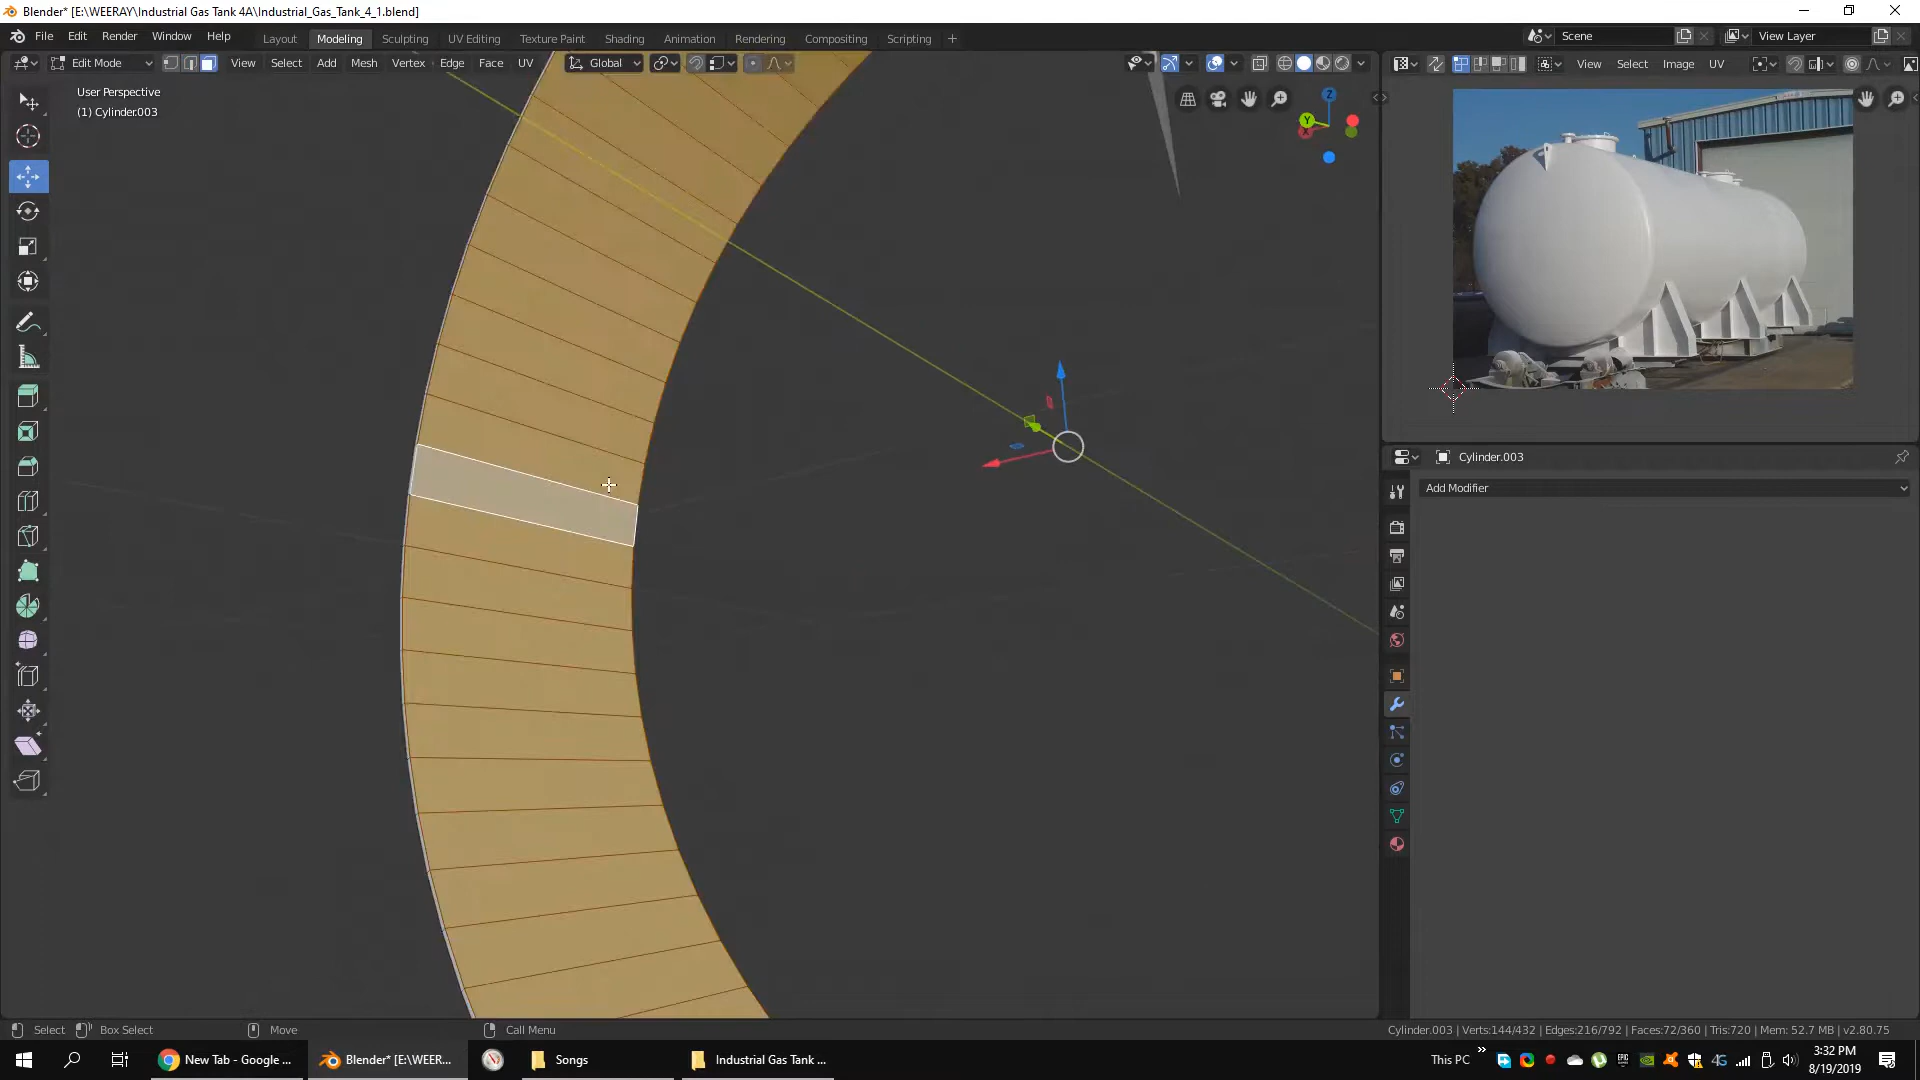 Blender* [E:\WEERAY\Industrial Gas Tank 4A\Industrial_Gas_Tank_4_1.blend]
File Edit Render Window Help Layout Modeling Sculpting UV Editing Texture Paint Shading Animation Rendering Compositing Scripting + Scene View Layer
Edit Mode View Select Add Mesh Vertex Edge Face UV Global View Select Image UV
User Perspective
(1) Cylinder.003
Z
Y
X
Cylinder.003
Add Modifier
Select Box Select Move Call Menu Cylinder.003 | Verts:144/432 | Edges:216/792 | Faces:72/360 | Tris:720 | Mem: 52.7 MB | v2.80.75
New Tab - Google ... Blender* [E:\WEER... Songs Industrial Gas Tank ... This PC 4G 3:32 PM
8/19/2019